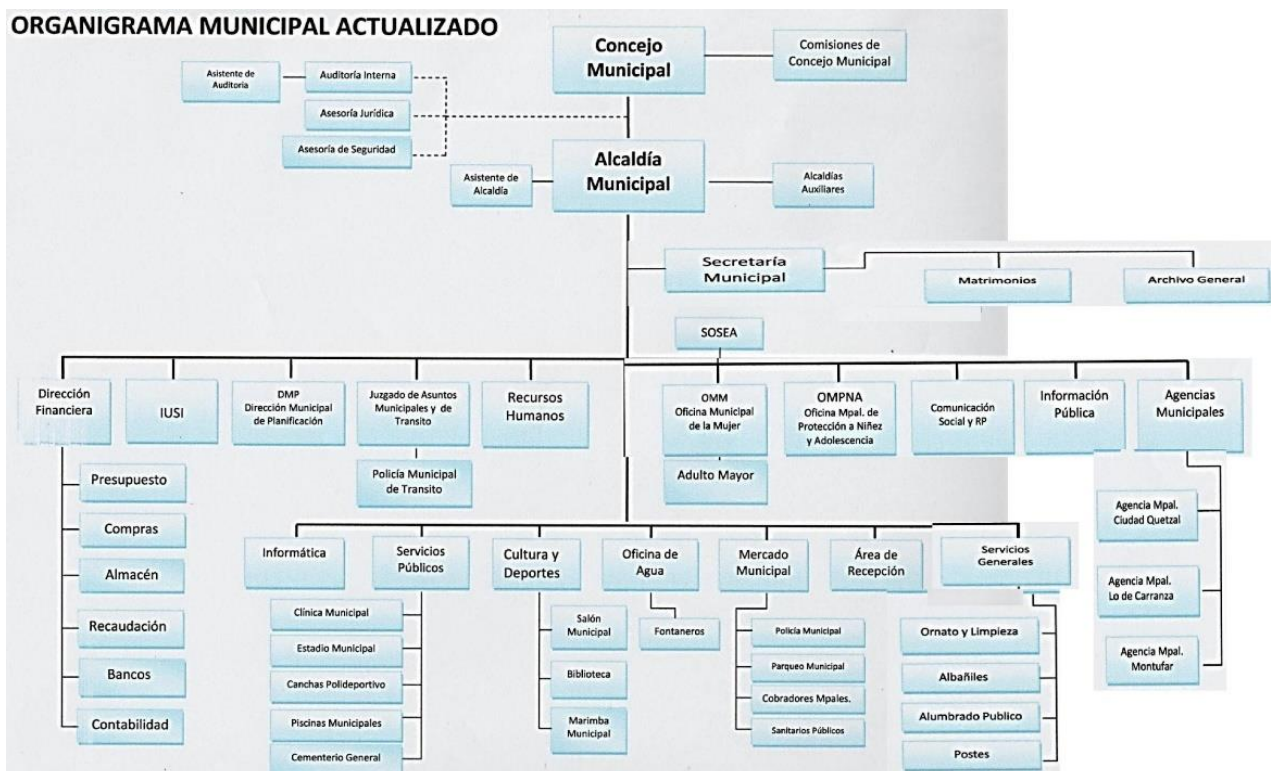 ORGANIGRAMA MUNICIPAL ACTUALIZADO
Concejo
Municipal
Comisiones de
Concejo Municipal
Asistente de
Auditoria
Auditoría Interna
Asesoría Jurídica
Asesoría de Seguridad
Alcaldía
Municipal
Asistente de
Alcaldía
Alcaldías
Auxiliares
Secretaría
Municipal
Matrimonios
Archivo General
SOSEA
Dirección
Financiera
IUSI
DMP
Dirección Municipal
de Planificación
Juzgado de Asuntos
Municipales y de
Transito
Recursos
Humanos
OMM
Oficina Municipal
de la Mujer
OMPNA
Oficina Mpal. de
Protección a Niñez
y Adolescencia
Comunicación
Social y RP
Información
Pública
Agencias
Municipales
Policía Municipal
de Transito
Adulto Mayor
Presupuesto
Compras
Almacén
Recaudación
Bancos
Contabilidad
Agencia Mpal.
Ciudad Quetzal
Agencia Mpal.
Lo de Carranza
Agencia Mpal.
Montufar
Informática
Servicios
Públicos
Cultura y
Deportes
Oficina de
Agua
Mercado
Municipal
Área de
Recepción
Servicios
Generales
Clínica Municipal
Estadio Municipal
Canchas Polideportivo
Piscinas Municipales
Cementerio General
Salón
Municipal
Biblioteca
Marimba
Municipal
Fontaneros
Policía Municipal
Parqueo Municipal
Cobradores Mpales.
Sanitarios Públicos
Ornato y Limpieza
Albañiles
Alumbrado Publico
Postes